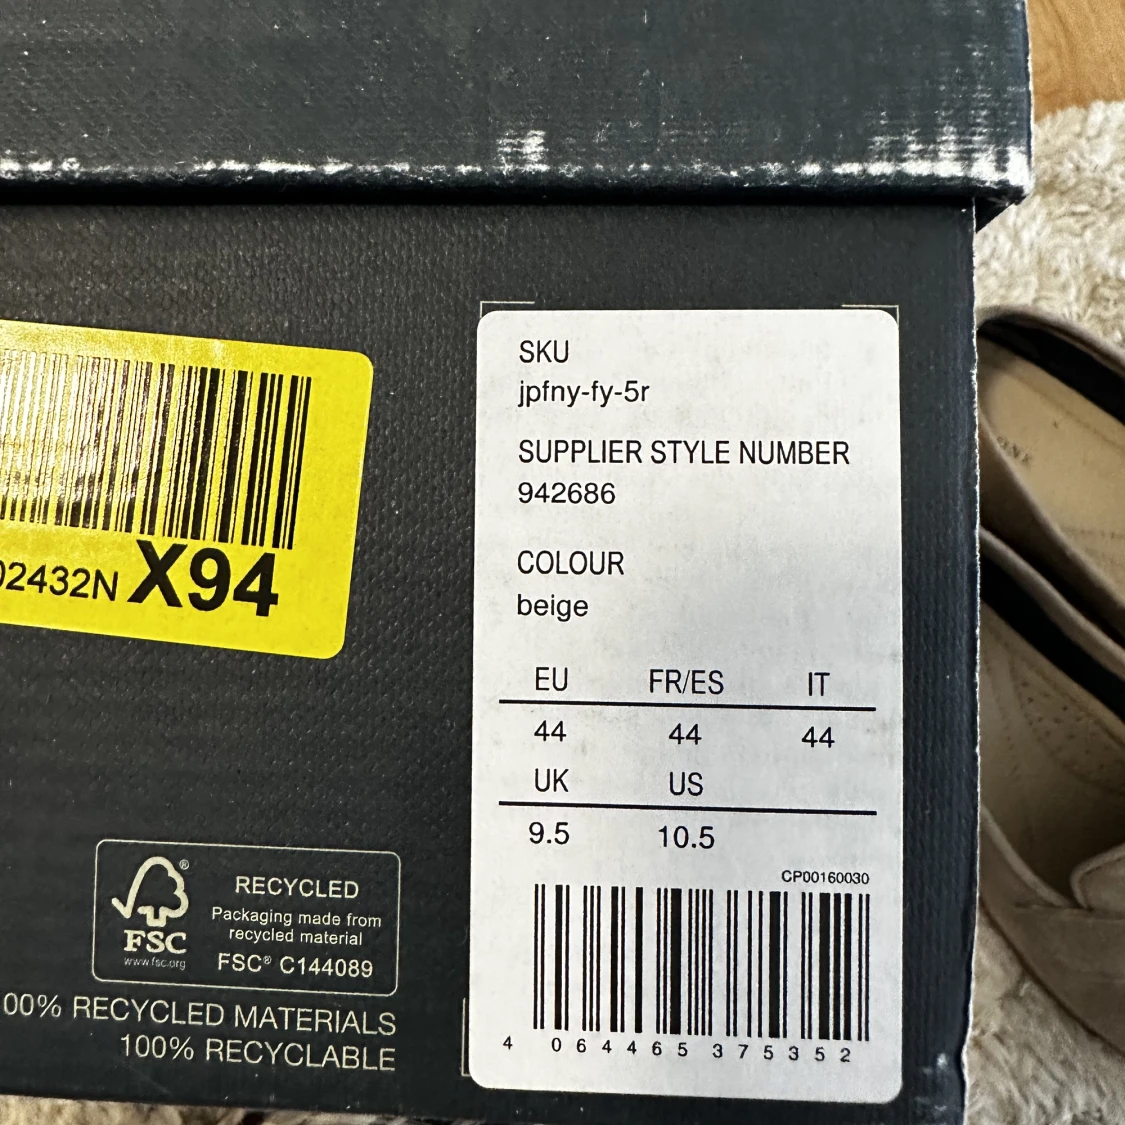 SKU
jpfny-fy-5r
SUPPLIER STYLE NUMBER
942686
COLOUR
beige
EU FR/ES IT
44 44 44
UK US
9.5 10.5
CP00160030
4 064465 375352
02432N X94
RECYCLED
Packaging made from
recycled material
FSC® C144089
FSC
www.fsc.org
00% RECYCLED MATERIALS
100% RECYCLABLE